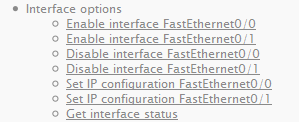 Interface options
Enable interface FastEthernet0/0
Enable interface FastEthernet0/1
Disable interface FastEthernet0/0
Disable interface FastEthernet0/1
Set IP configuration FastEthernet0/0
Set IP configuration FastEthernet0/1
Get interface status